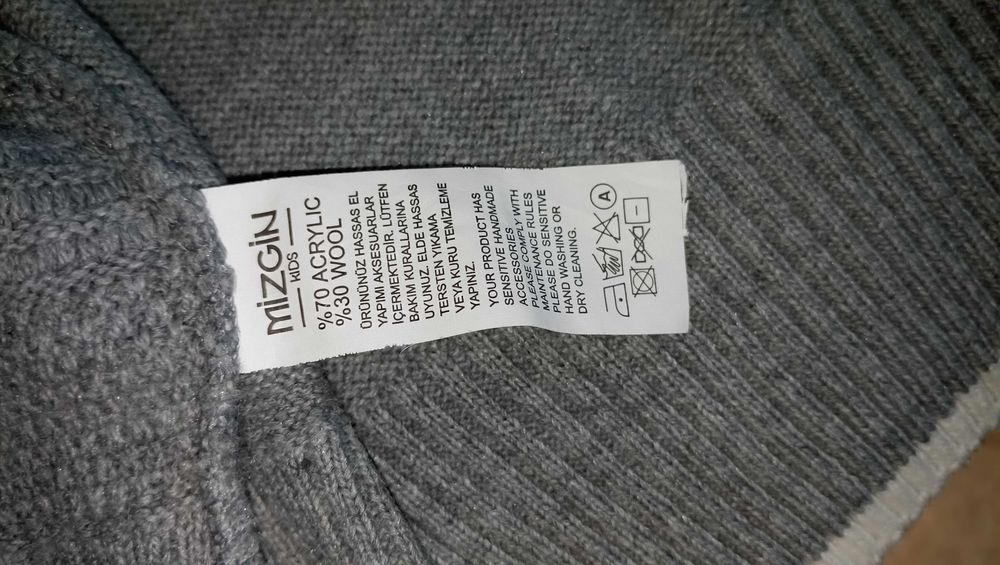 MİZGİN
KIDS
%70 ACRYLIC
%30 WOOL
ÜRÜNÜNÜZ HASSAS EL
YAPIMI AKSESUARLAR
İÇERMEKTEDİR. LÜTFEN
BAKIM KURALLARINA
UYUNUZ. ELDE HASSAS
TERSTEN YIKAMA
VEYA KURU TEMİZLEME
YAPINIZ.
YOUR PRODUCT HAS
SENSITIVE HANDMADE
ACCESSORIES
PLEASE COMPLY WITH
MAINTENANCE RULES
PLEASE DO SENSITIVE
HAND WASHING OR
DRY CLEANING.
A